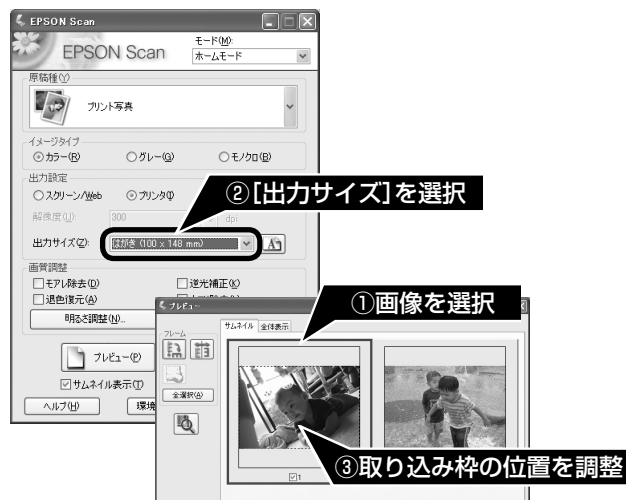 EPSON Scan
EPSON Scan
モード(M):
ホームモード
原稿種(Y)
プリント写真
イメージタイプ
カラー(R)
グレー(G)
モノクロ(B)
出力設定
スクリーン/Web
プリンタ(I)
②[出力サイズ]を選択
解像度(U):
300
dpi
出力サイズ(Z):
はがき (100 x 148 mm)
画質調整
モアレ除去(D)
逆光補正(K)
退色復元(A)
明るさ調整(N)...
プレビュー
①画像を選択
フレーム
サムネイル
全体表示
プレビュー(P)
全選択(A)
サムネイル表示(T)
ヘルプ(H)
環境
③取り込み枠の位置を調整
1